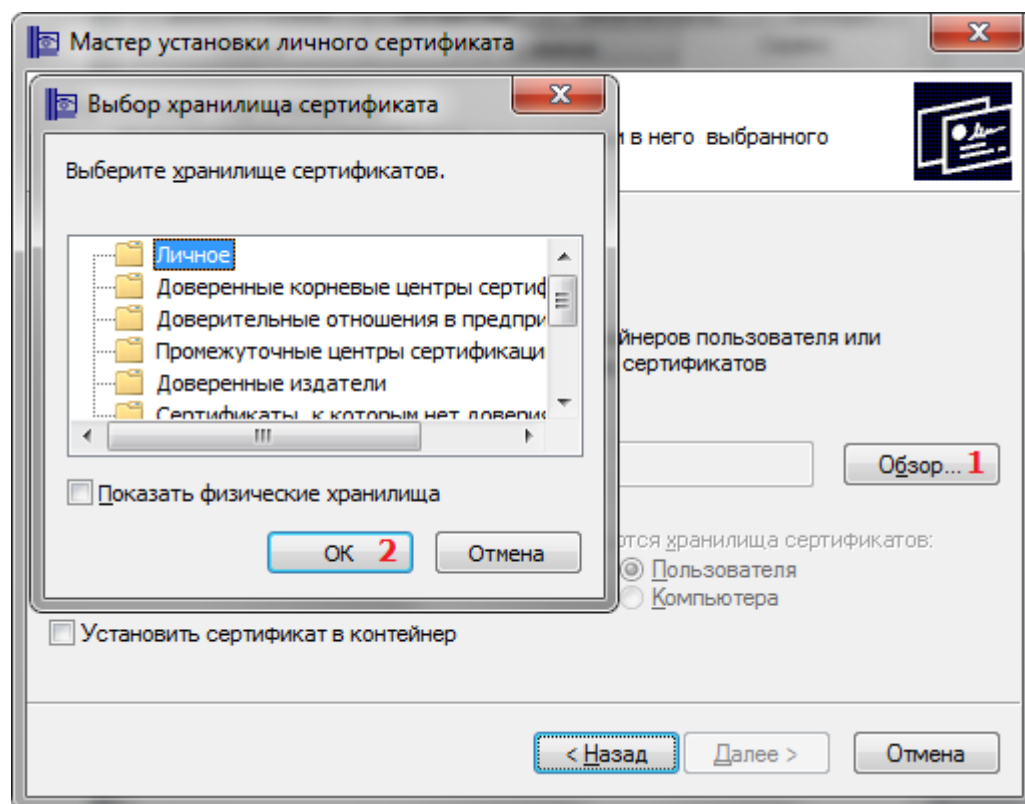 Мастер установки личного сертификата
Выбор хранилища сертификата
в него выбранного
Выберите хранилище сертификатов.
Личное
Доверенные корневые центры сертиф
Доверительные отношения в предпри
Промежуточные центры сертификаци
Доверенные издатели
Сертификаты, к которым нет доверия
йнеров пользователя или
сертификатов
Обзор... 1
Показать физические хранилища
ОК 2
Отмена
хранилища сертификатов:
Пользователя
Компьютера
Установить сертификат в контейнер
< Назад
Далее >
Отмена